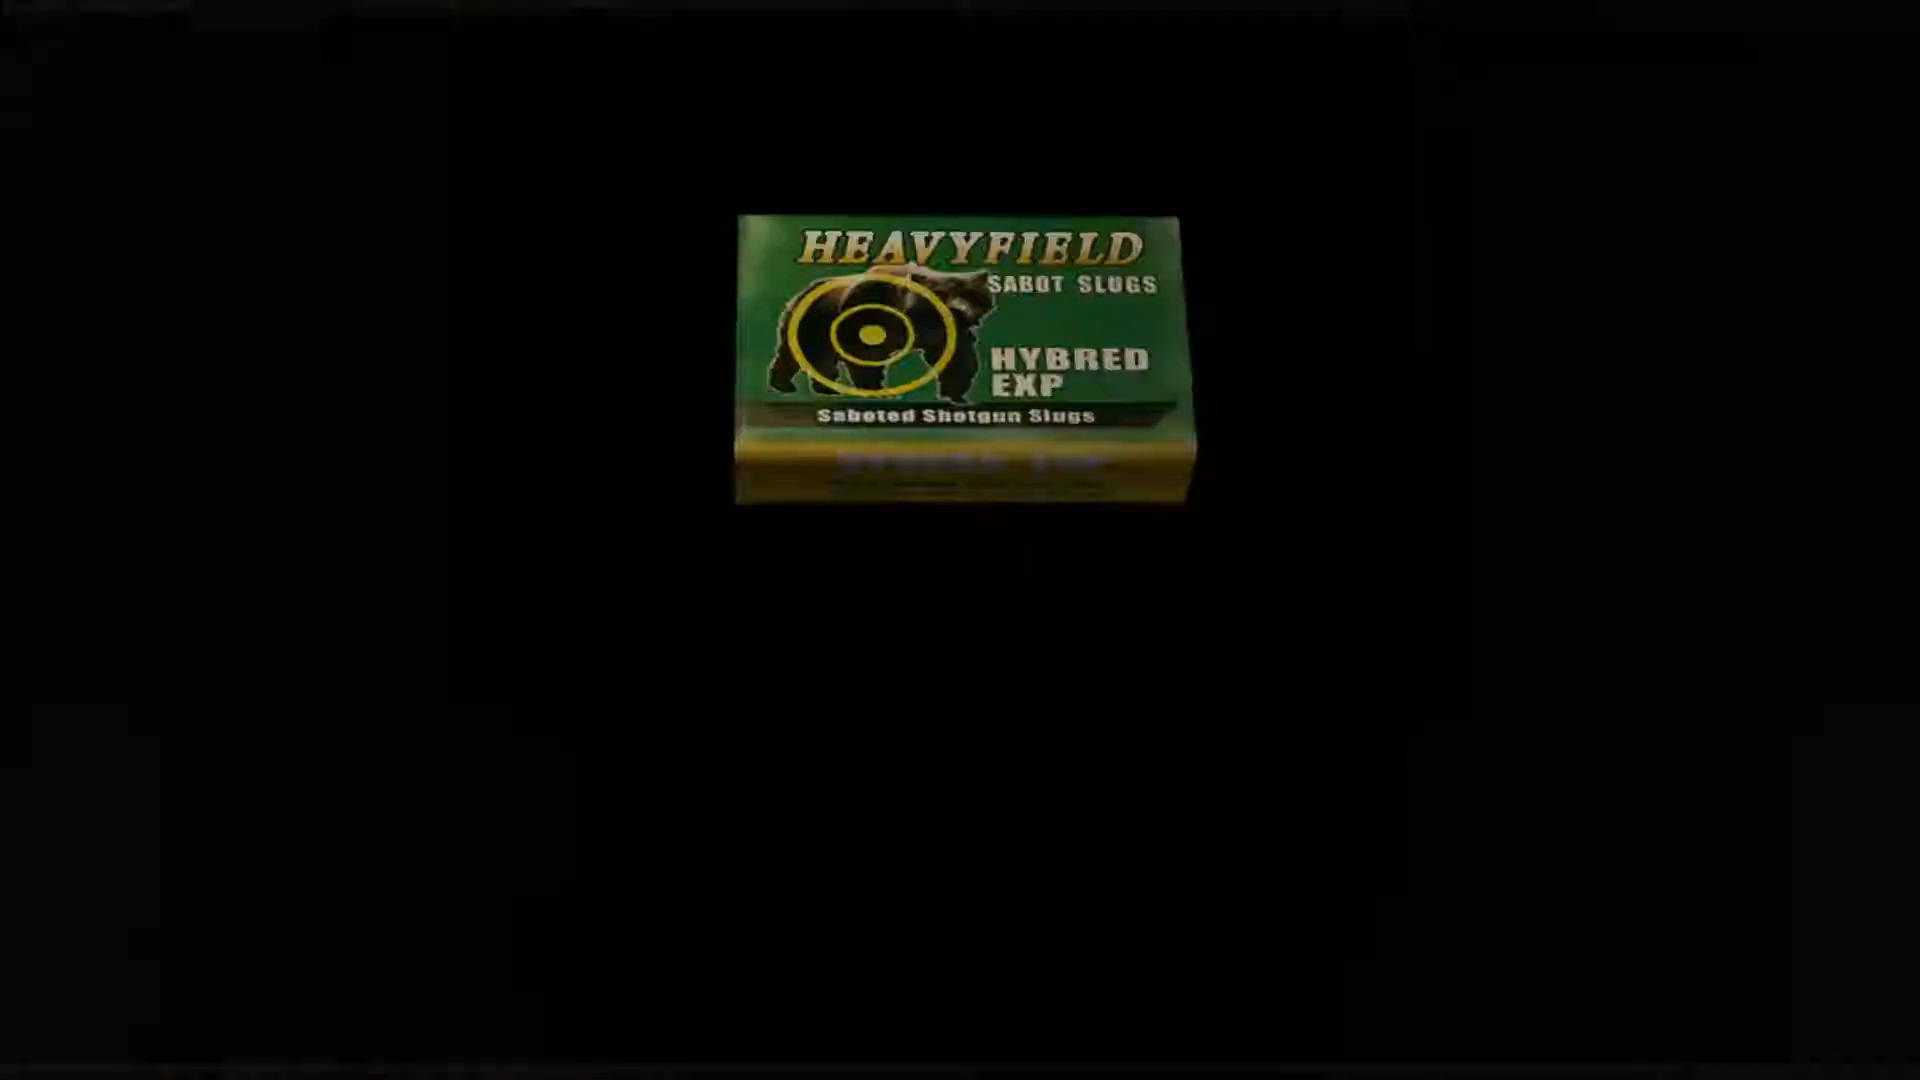 HEAVYFIELD
SABOT SLUGS
HYBRED
EXP
Saboted Shotgun Slugs